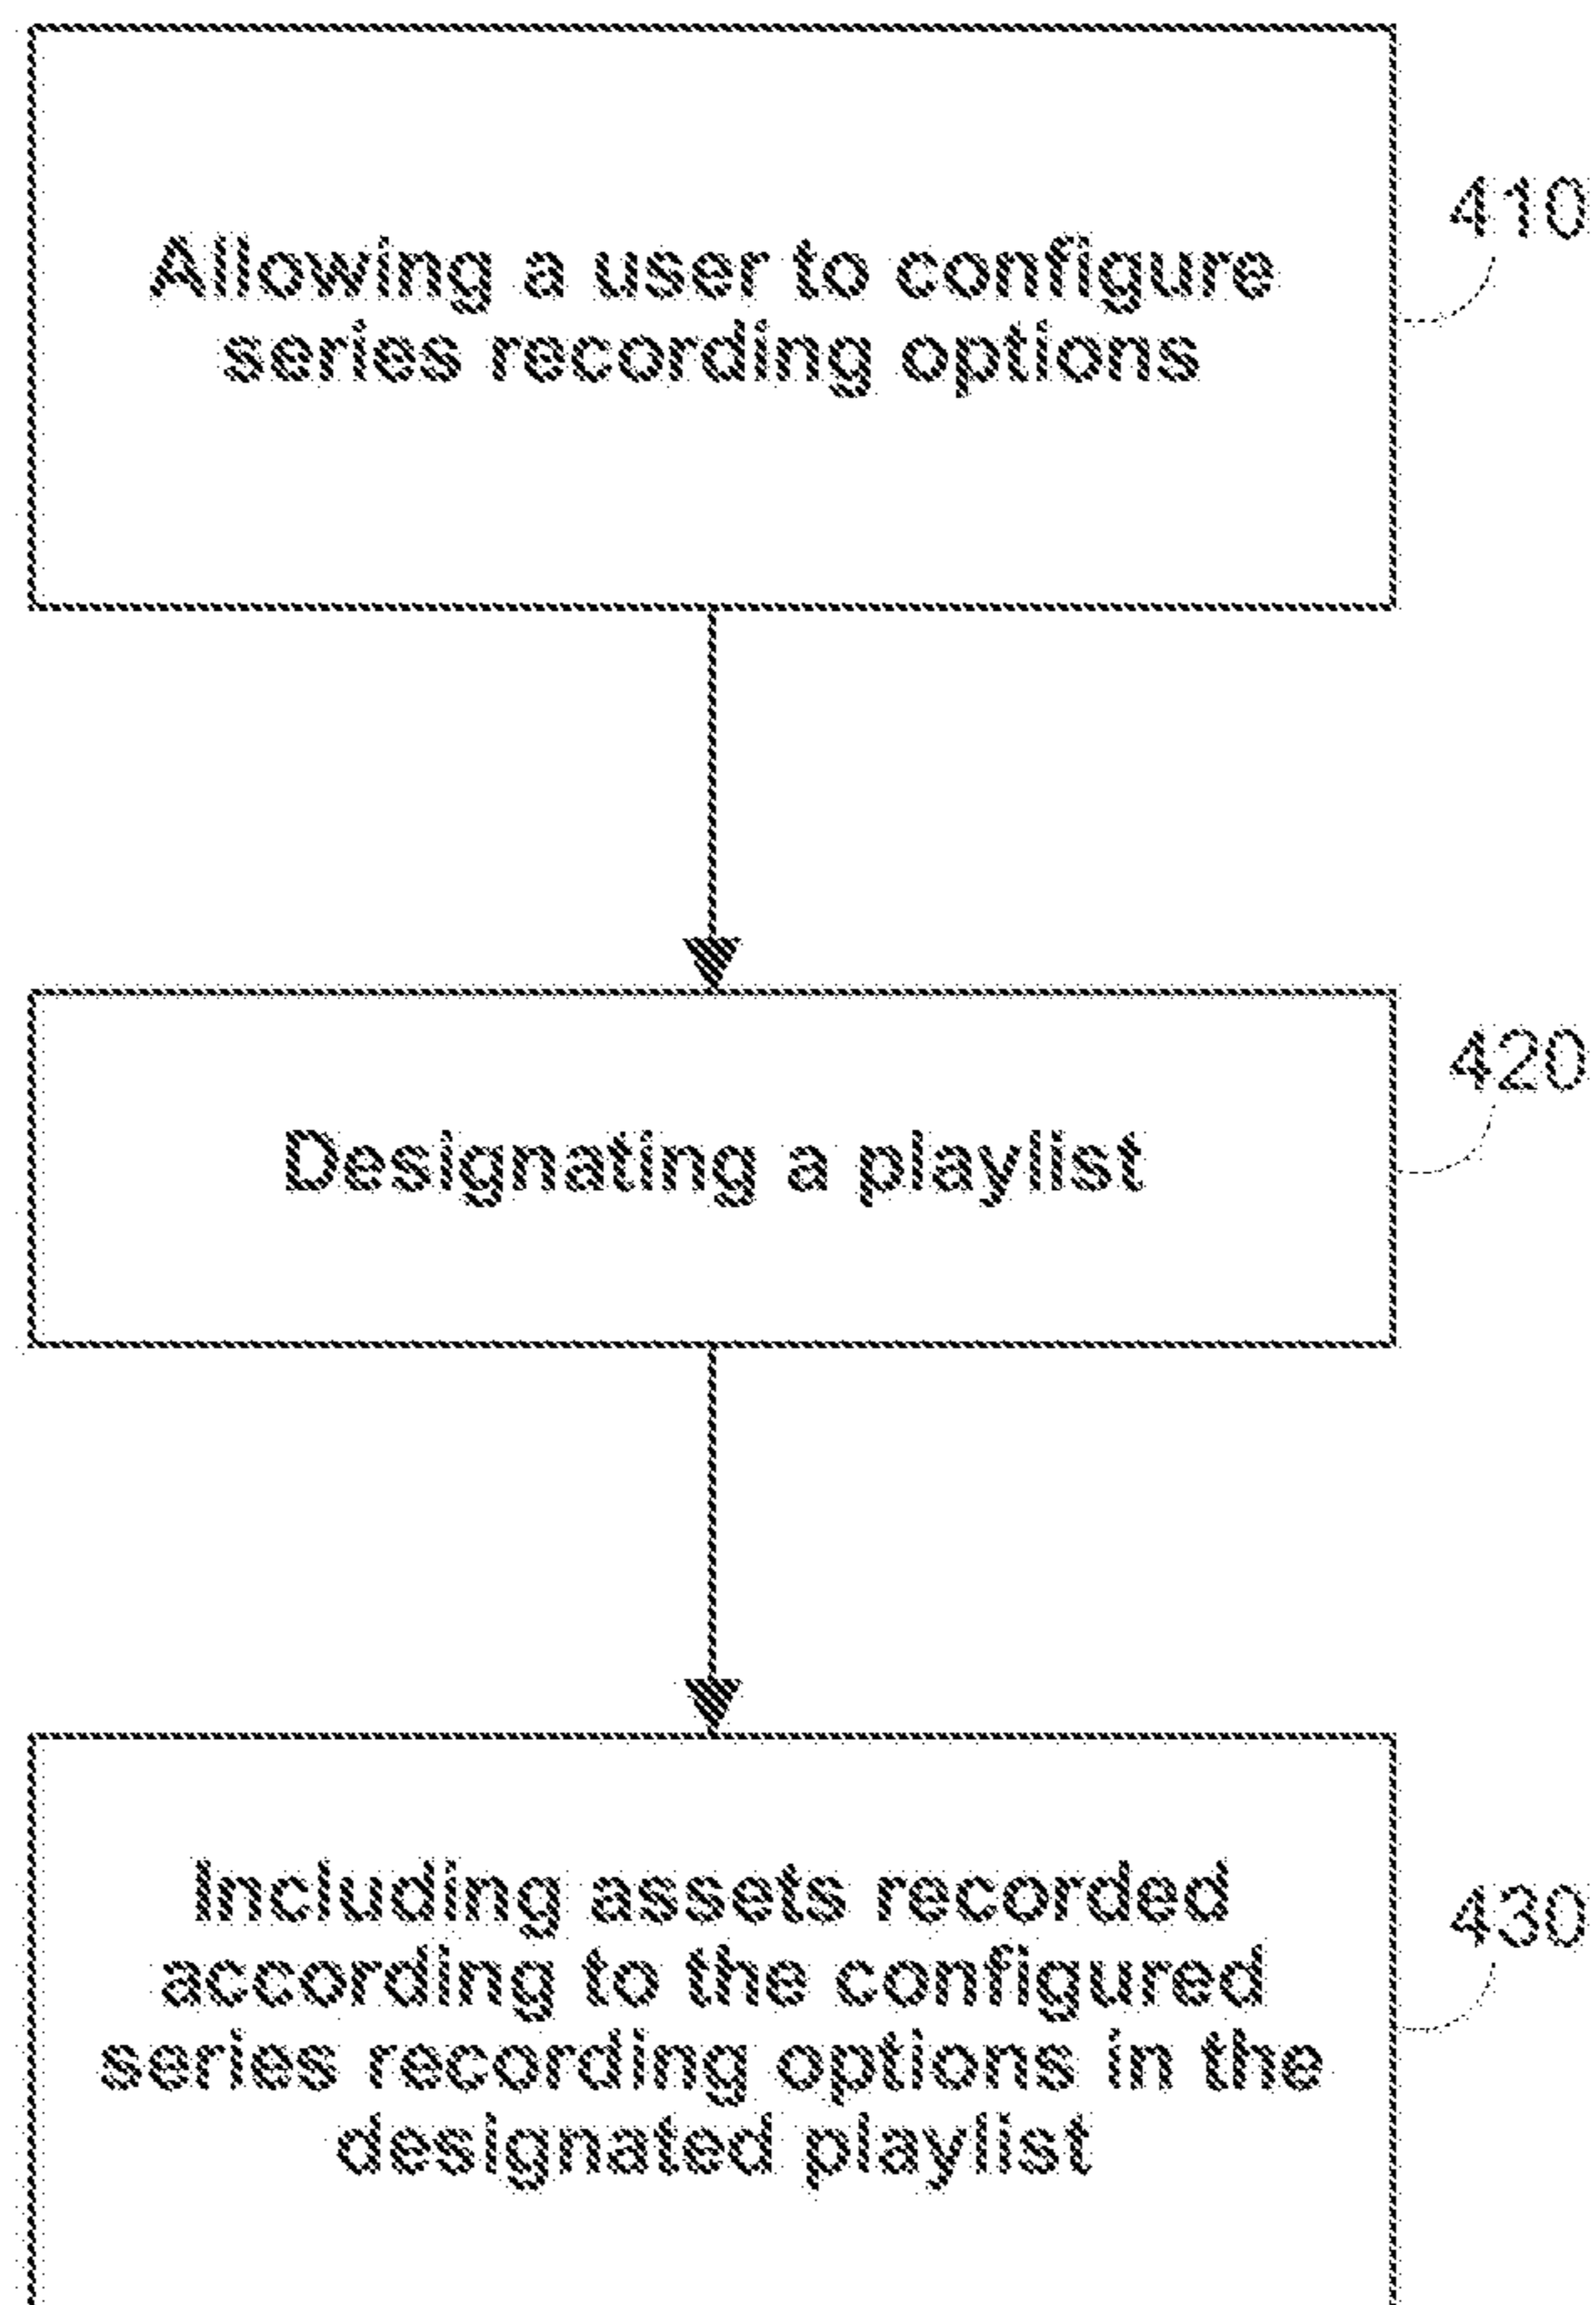 410
Allowing a user to configure
series recording options
420
Designating a playlist
430
Including assets recorded
according to the configured
series recording options in the
designated playlist